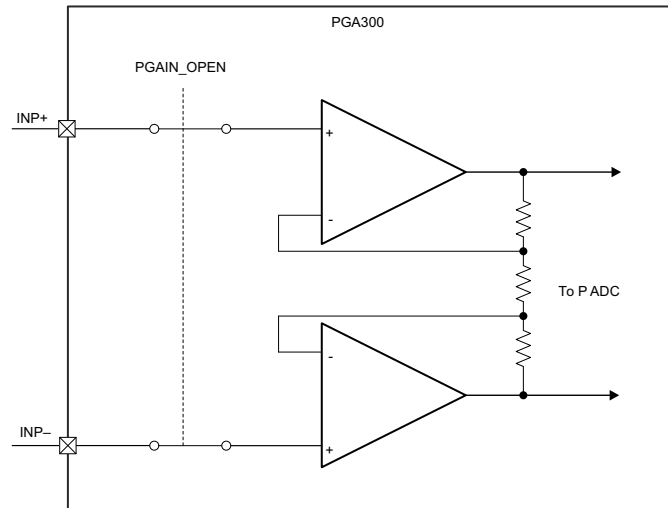 PGA300
PGAIN_OPEN
INP+
+
-
To P ADC
-
INP–
+